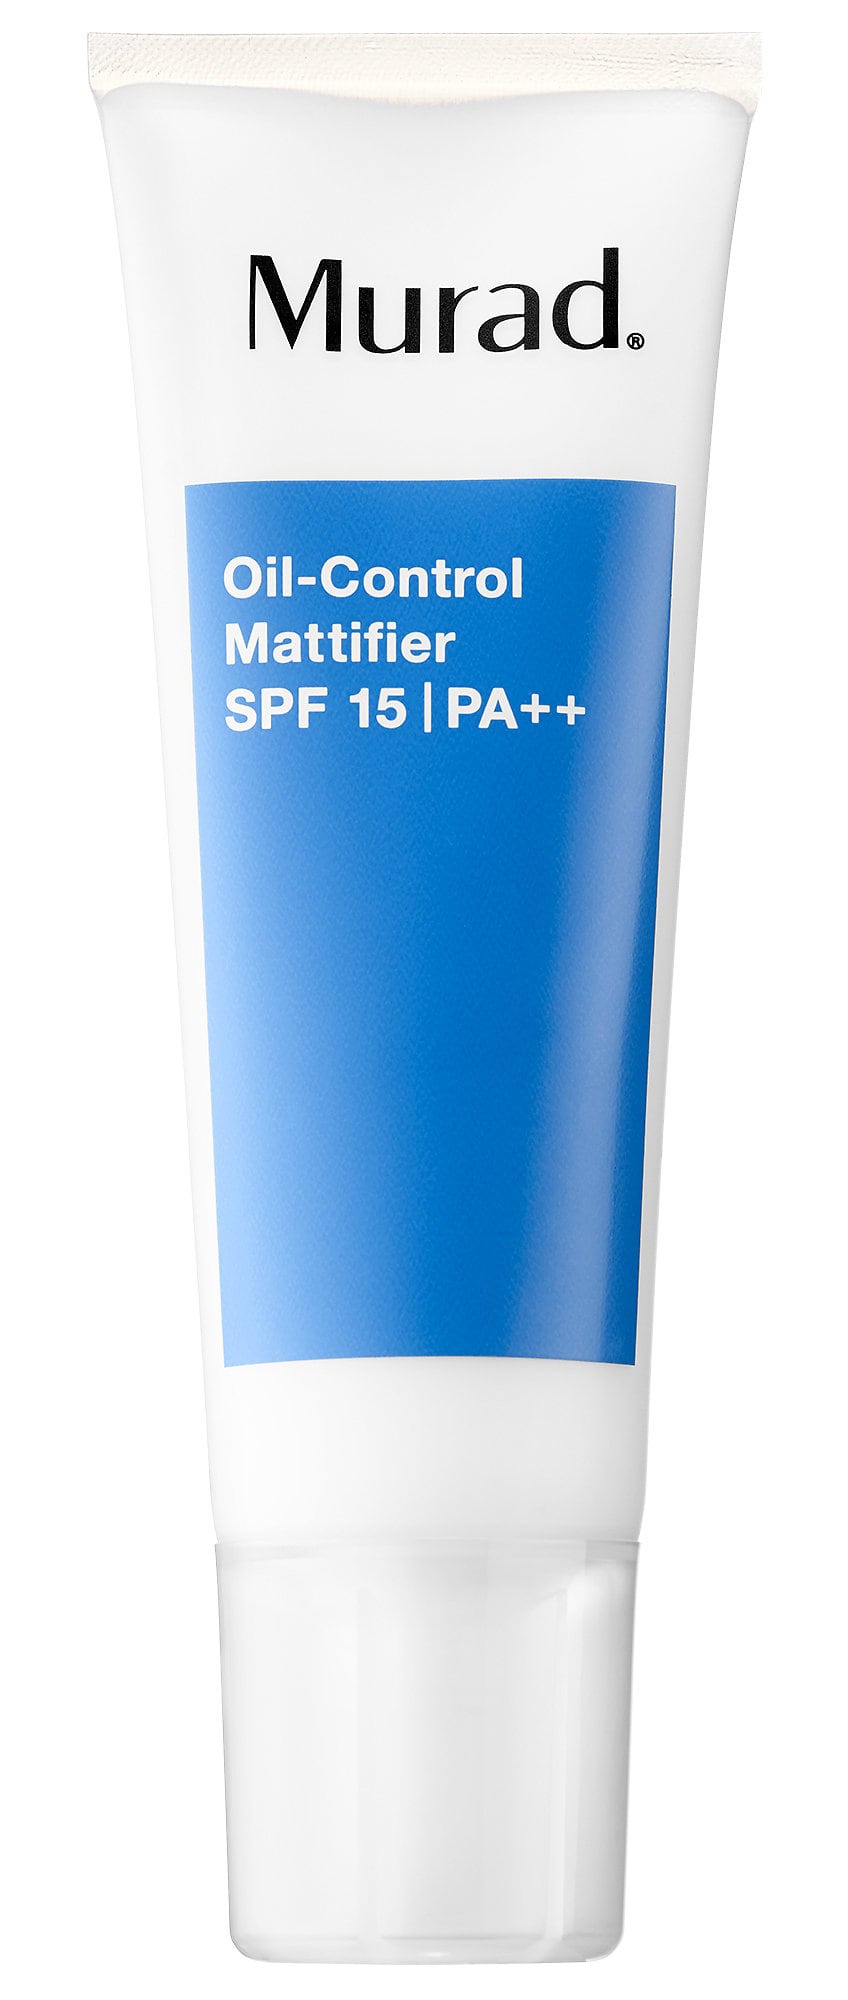 Murad®
Oil-Control
Mattifier
SPF 15 | PA++